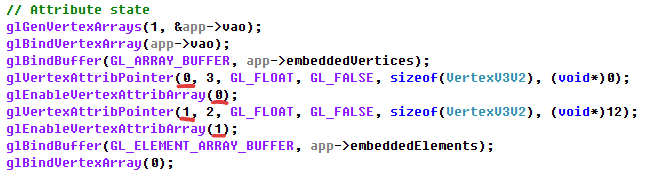 // Attribute state
glGenVertexArrays(1, &app->vao);
glBindVertexArray(app->vao);
glBindBuffer(GL_ARRAY_BUFFER, app->embeddedVertices);
glVertexAttribPointer(0, 3, GL_FLOAT, GL_FALSE, sizeof(VertexV3V2), (void*)0);
glEnableVertexAttribArray(0);
glVertexAttribPointer(1, 2, GL_FLOAT, GL_FALSE, sizeof(VertexV3V2), (void*)12);
glEnableVertexAttribArray(1);
glBindBuffer(GL_ELEMENT_ARRAY_BUFFER, app->embeddedElements);
glBindVertexArray(0);